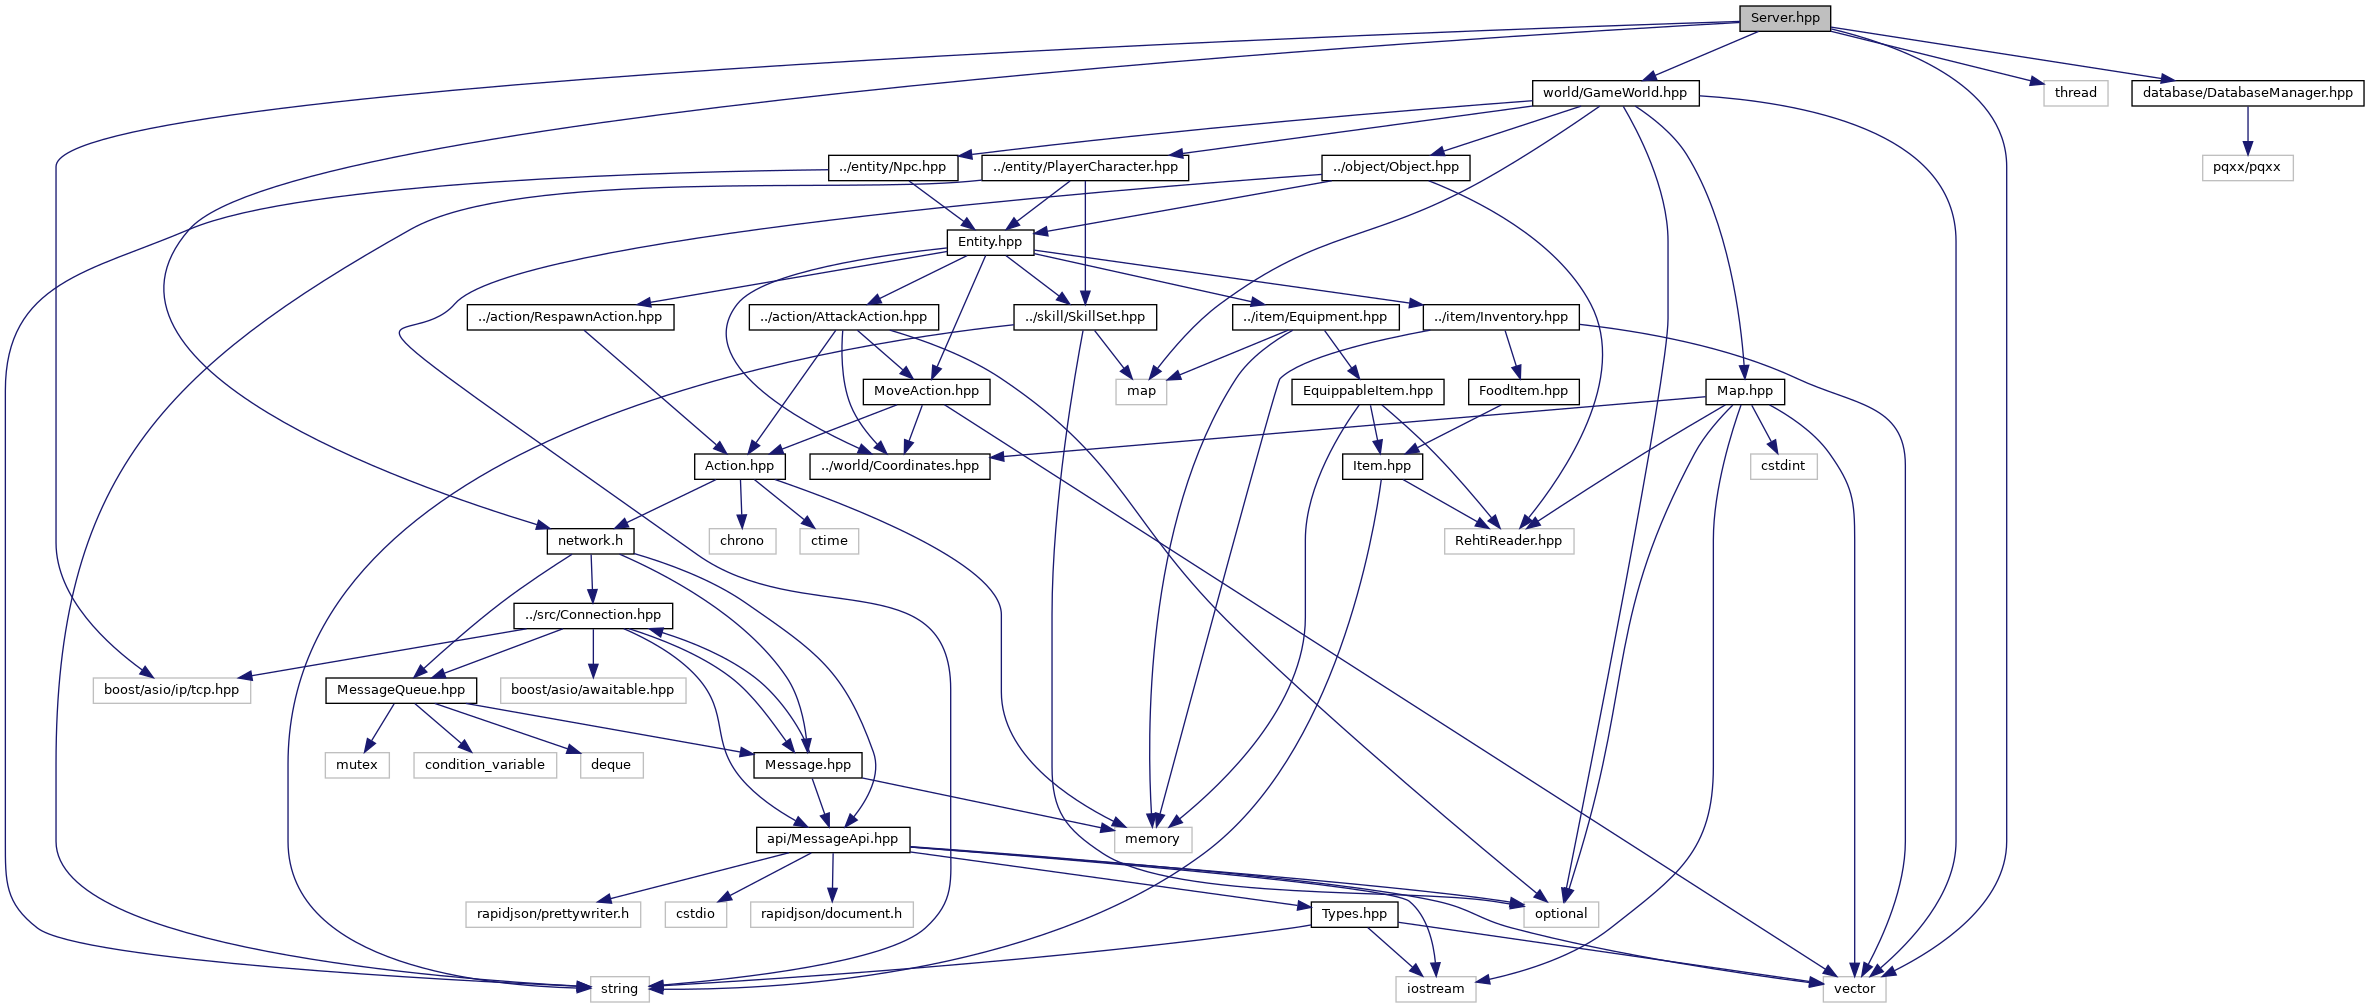 Server.hpp
world/GameWorld.hpp
thread
database/DatabaseManager.hpp
../entity/Npc.hpp
../entity/PlayerCharacter.hpp
../object/Object.hpp
pqxx/pqxx
Entity.hpp
../action/RespawnAction.hpp
../action/AttackAction.hpp
../skill/SkillSet.hpp
../item/Equipment.hpp
../item/Inventory.hpp
MoveAction.hpp
map
EquippableItem.hpp
FoodItem.hpp
Map.hpp
Action.hpp
../world/Coordinates.hpp
Item.hpp
cstdint
network.h
chrono
ctime
RehtiReader.hpp
../src/Connection.hpp
boost/asio/ip/tcp.hpp
MessageQueue.hpp
boost/asio/awaitable.hpp
mutex
condition_variable
deque
Message.hpp
api/MessageApi.hpp
memory
rapidjson/prettywriter.h
cstdio
rapidjson/document.h
Types.hpp
optional
string
iostream
vector